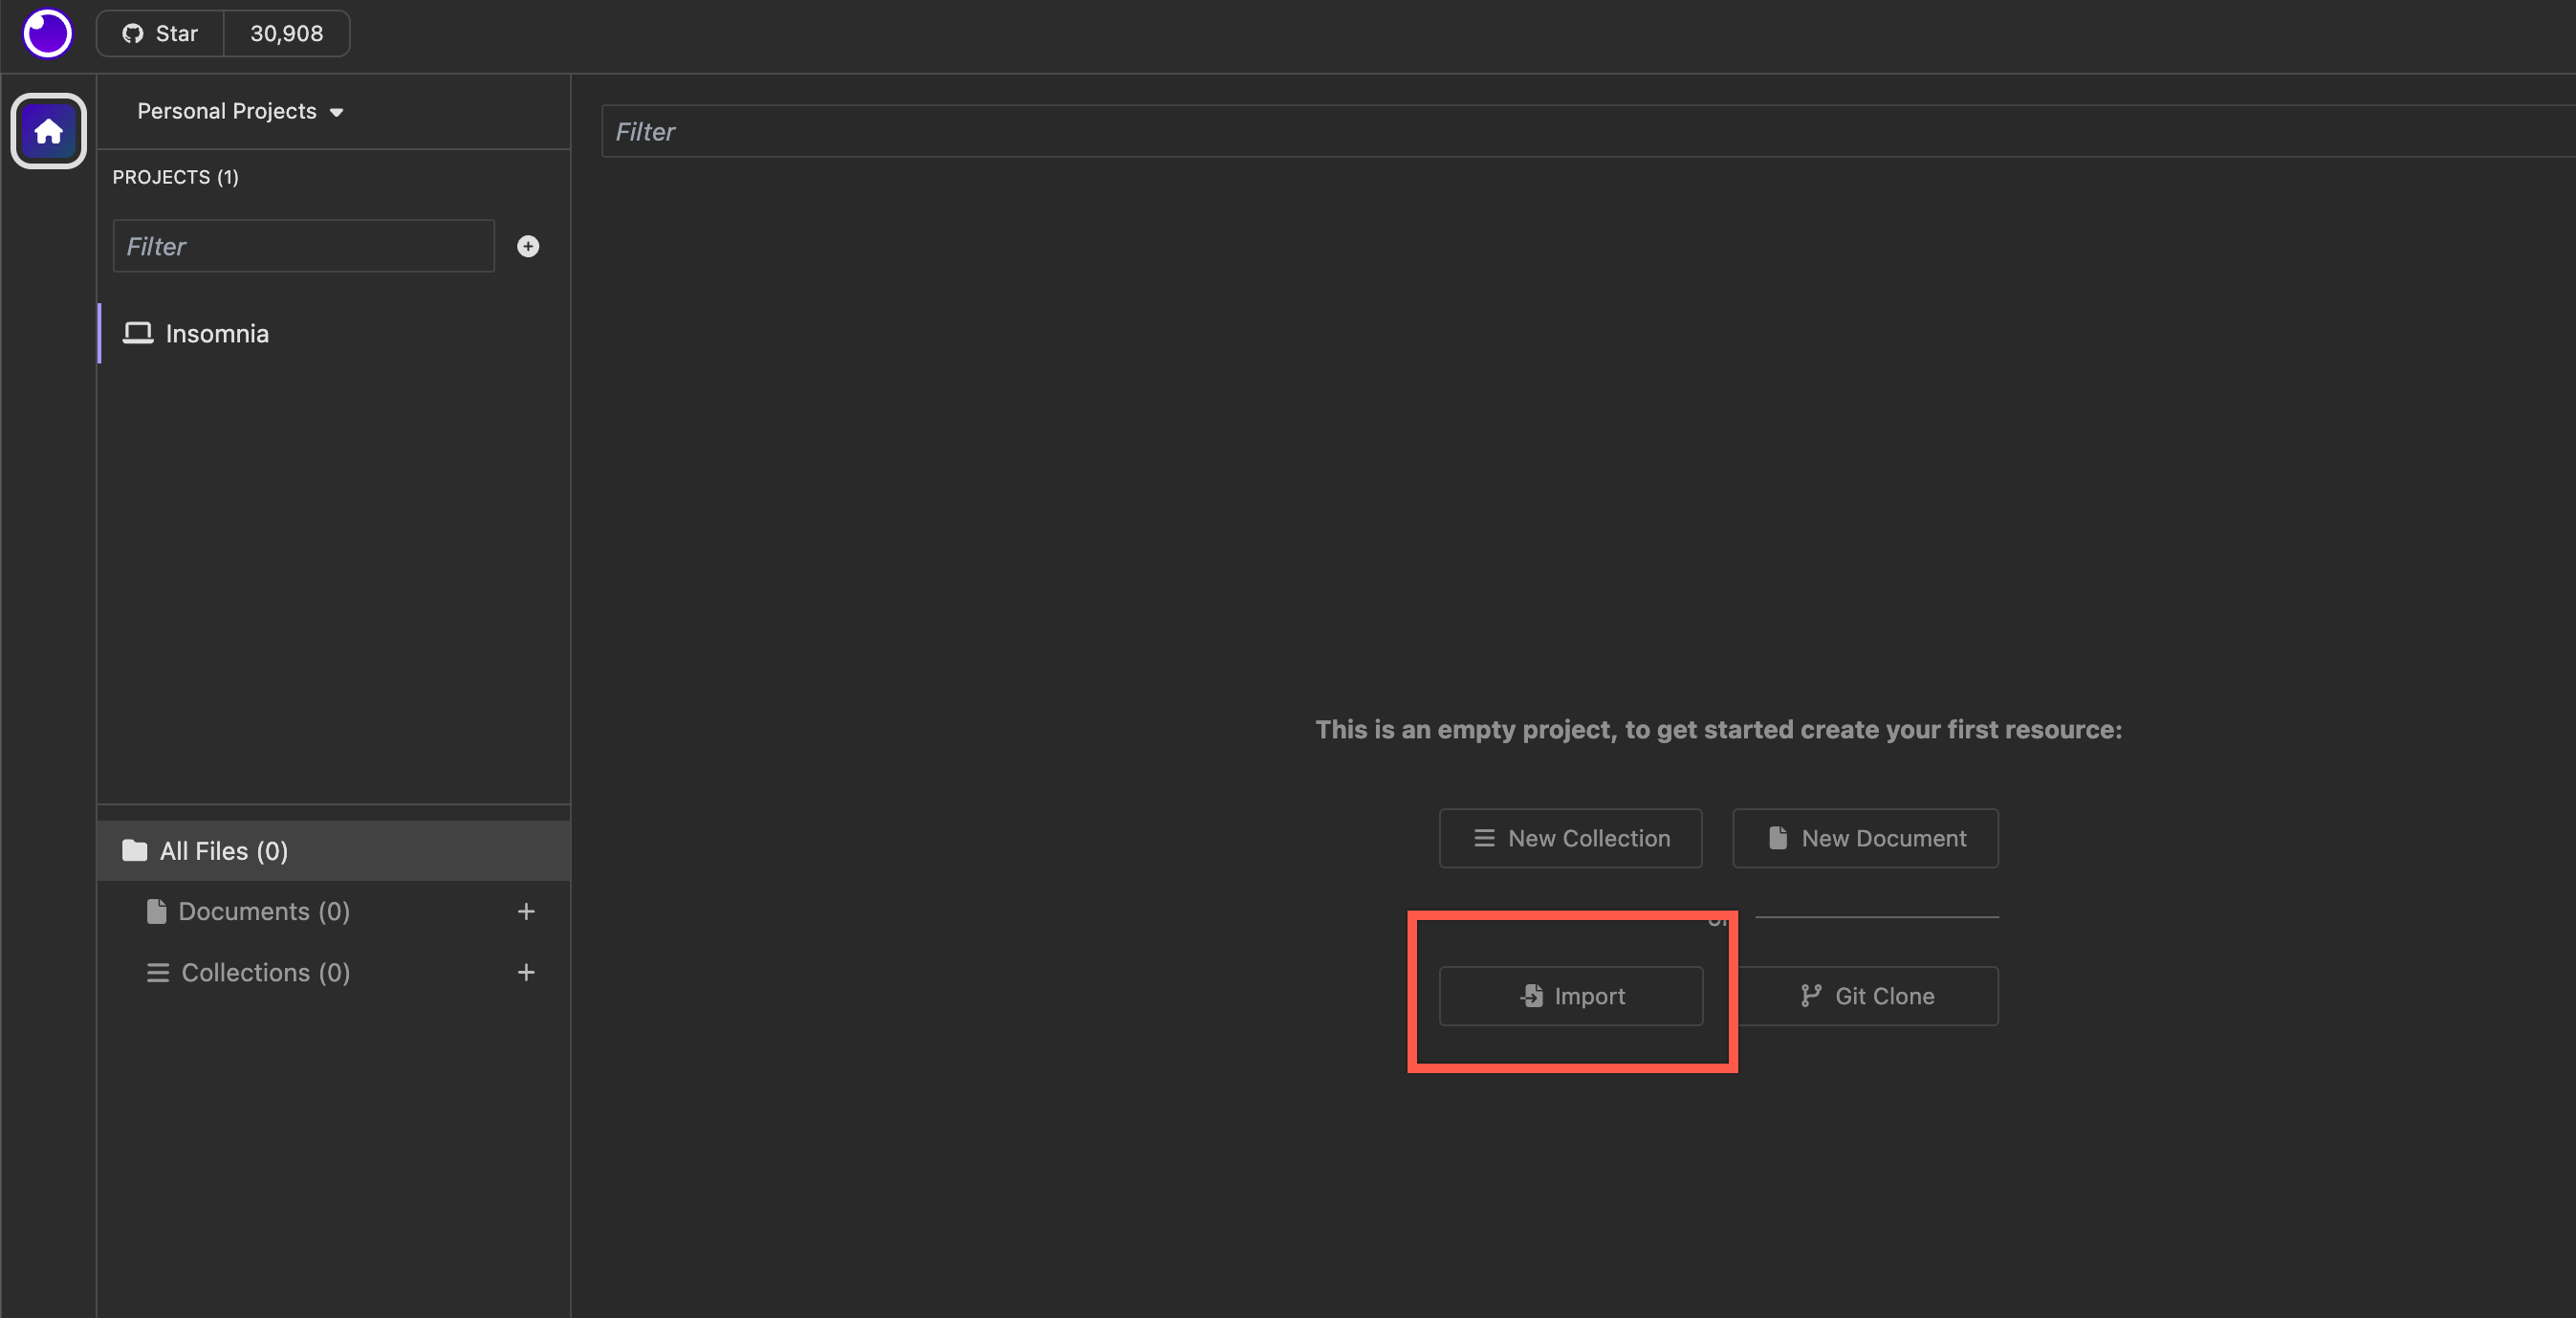 Star 30,908
Personal Projects
PROJECTS (1)
Filter
Insomnia
All Files (0)
Documents (0)
Collections (0)
Filter
This is an empty project, to get started create your first resource:
New Collection
New Document
or
Import
Git Clone